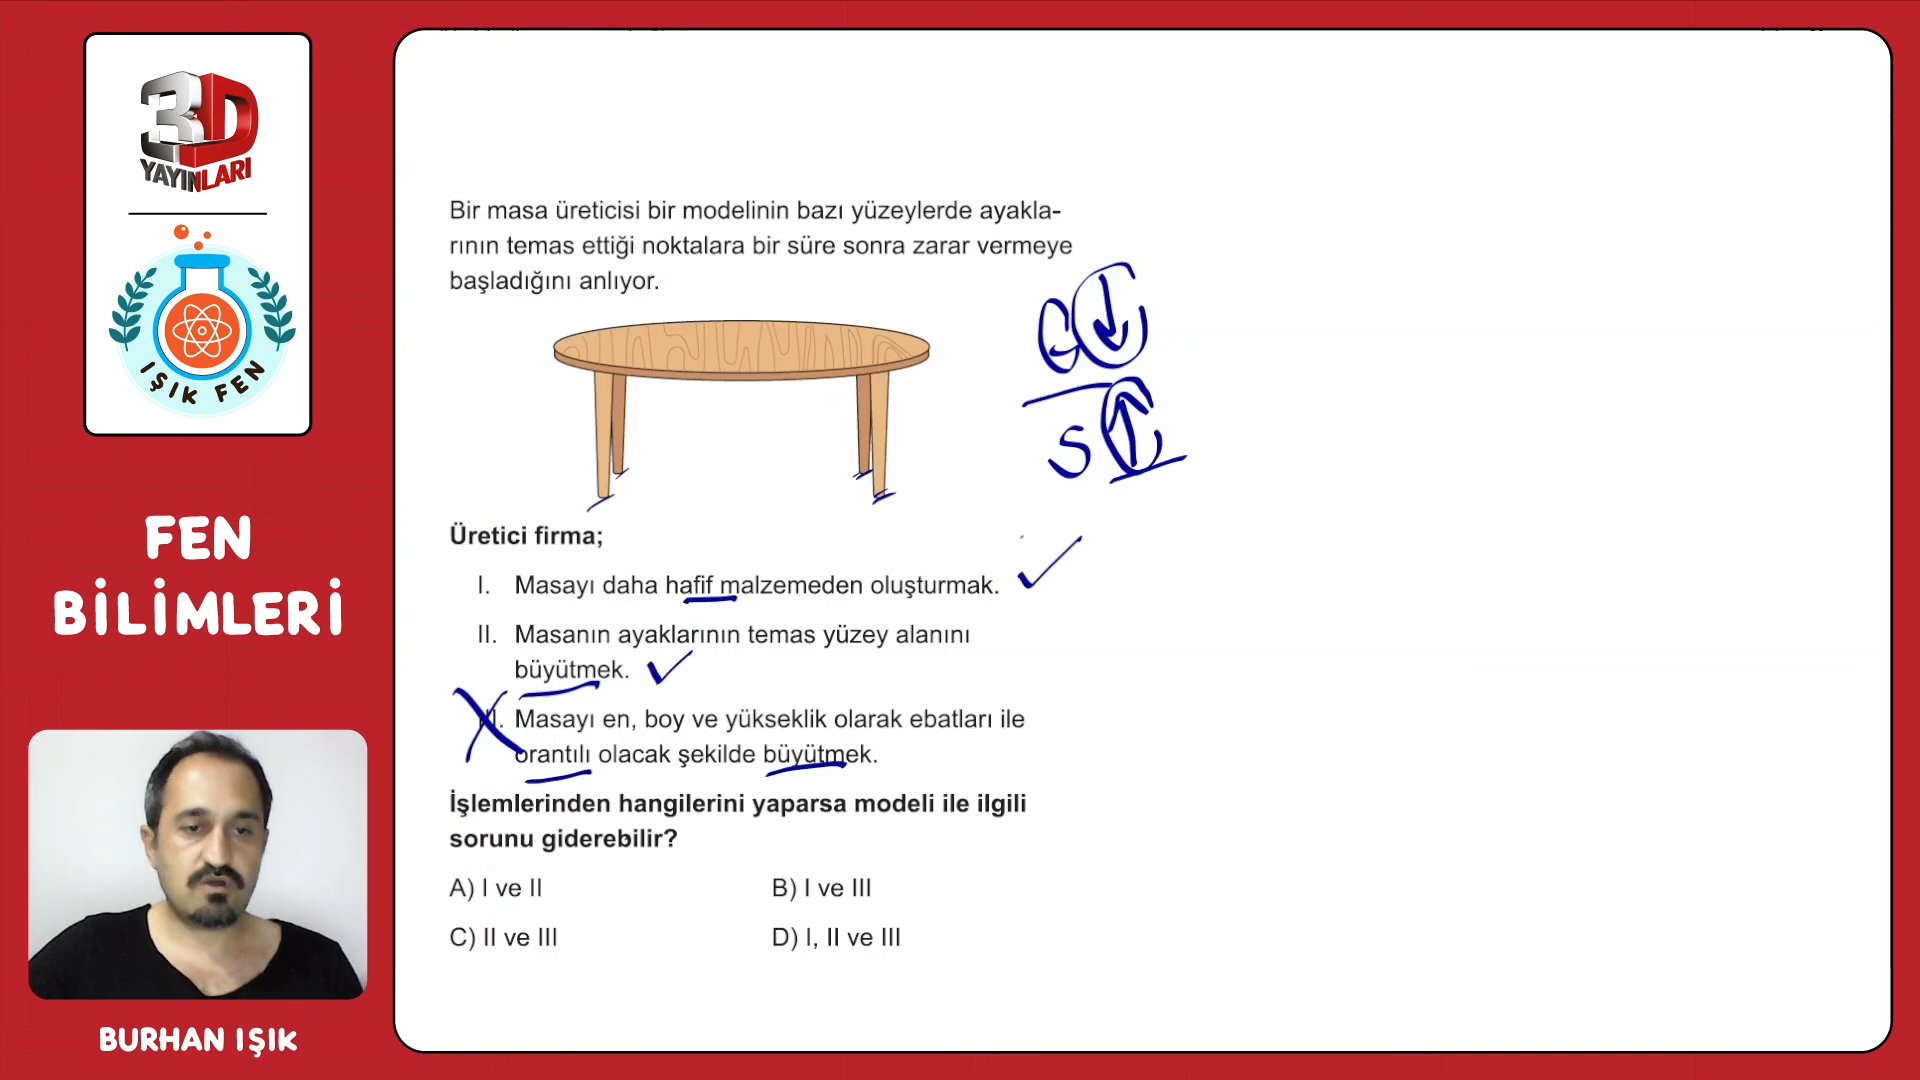 3D
YAYINLARI
IŞIK FEN
FEN
BİLİMLERİ
BURHAN IŞIK
Bir masa üreticisi bir modelinin bazı yüzeylerde ayakla-
rının temas ettiği noktalara bir süre sonra zarar vermeye
başladığını anlıyor.
G
S
Üretici firma;
I. Masayı daha hafif malzemeden oluşturmak.
II. Masanın ayaklarının temas yüzey alanını
büyütmek.
III. Masayı en, boy ve yükseklik olarak ebatları ile
orantılı olacak şekilde büyütmek.
İşlemlerinden hangilerini yaparsa modeli ile ilgili
sorunu giderebilir?
A) I ve II B) I ve III
C) II ve III D) I, II ve III